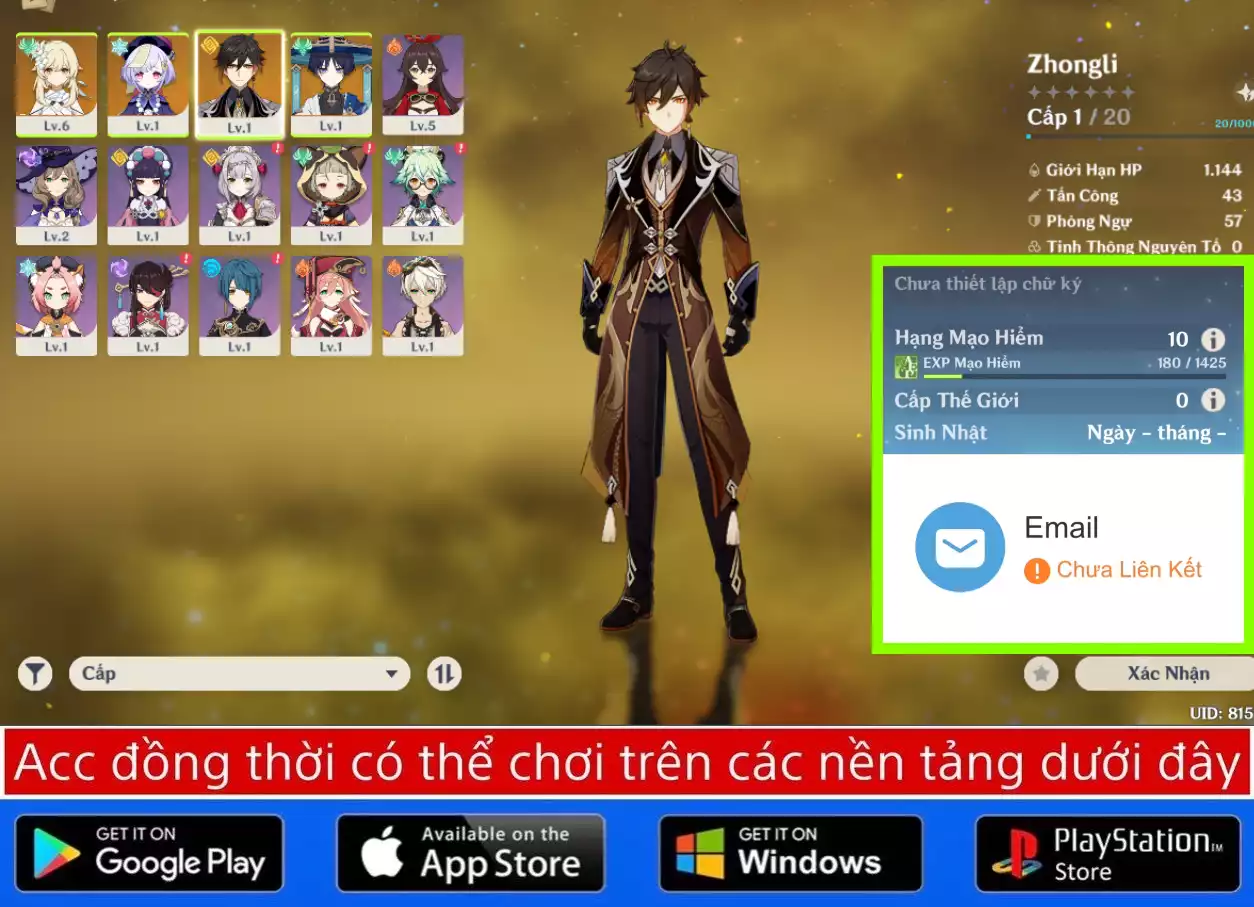 Lv.6
Lv.1
Lv.1
Lv.1
Lv.5
Lv.2
Lv.1
Lv.1
Lv.1
Lv.1
Lv.1
Lv.1
Lv.1
Lv.1
Lv.1
Zhongli
Cấp 1 / 20
20/1000
Giới Hạn HP 1.144
Tấn Công 43
Phòng Ngự 57
Tinh Thông Nguyên Tố 0
Chưa thiết lập chữ ký
Hạng Mạo Hiểm 10
EXP Mạo Hiểm 180 / 1425
Cấp Thế Giới 0
Sinh Nhật Ngày - tháng -
Email
Chưa Liên Kết
Cấp
Xác Nhận
UID: 815
Acc đồng thời có thể chơi trên các nền tảng dưới đây
GET IT ON
Google Play
Available on the
App Store
GET IT ON
Windows
PlayStation™
Store